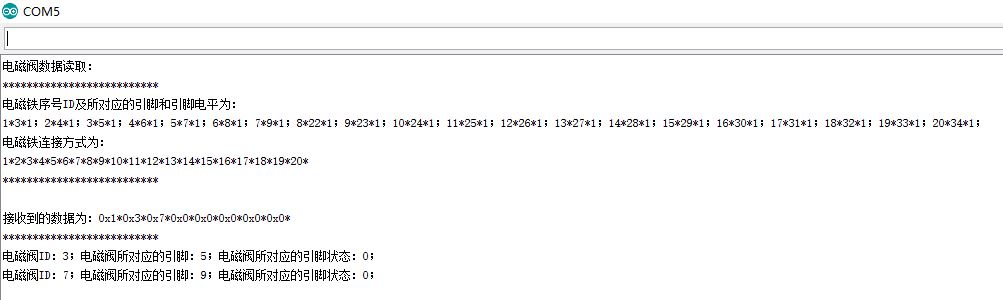 COM5
电磁阀数据读取：
**************************
电磁铁序号ID及所对应的引脚和引脚电平为：
1*3*1；2*4*1；3*5*1；4*6*1；5*7*1；6*8*1；7*9*1；8*22*1；9*23*1；10*24*1；11*25*1；12*26*1；13*27*1；14*28*1；15*29*1；16*30*1；17*31*1；18*32*1；19*33*1；20*34*1；
电磁铁连接方式为：
1*2*3*4*5*6*7*8*9*10*11*12*13*14*15*16*17*18*19*20*
**************************
接收到的数据为：0x1*0x3*0x7*0x0*0x0*0x0*0x0*0x0*
**************************
电磁阀ID：3；电磁阀所对应的引脚：5；电磁阀所对应的引脚状态：0；
电磁阀ID：7；电磁阀所对应的引脚：9；电磁阀所对应的引脚状态：0；